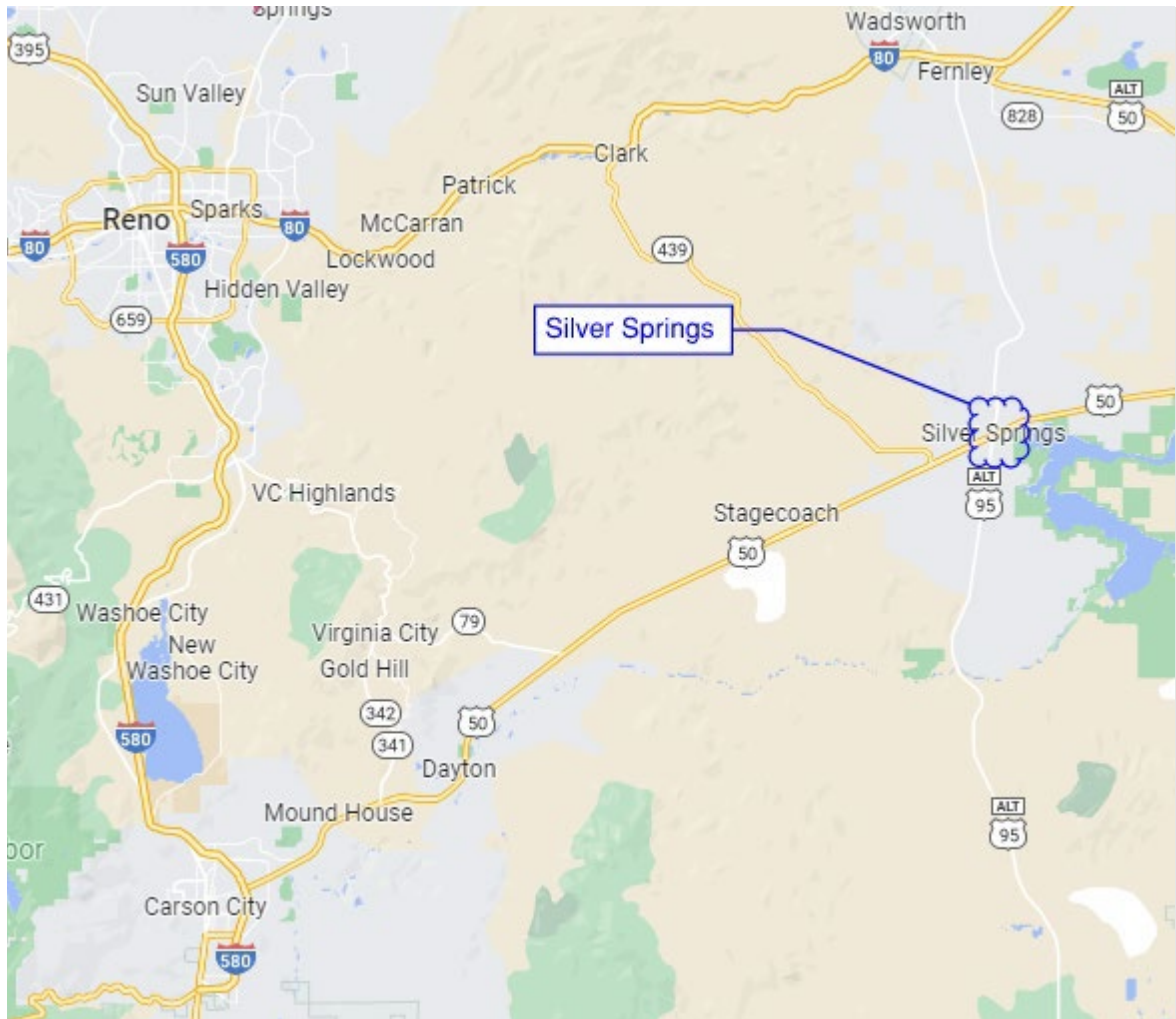 Springs
Wadsworth
395
80
Fernley
Sun Valley
ALT
50
828
Clark
Patrick
Reno
Sparks
McCarran
80
80
439
580
Lockwood
Hidden Valley
659
Silver Springs
50
Silver Springs
ALT
95
VC Highlands
Stagecoach
50
431
Washoe City
79
Virginia City
New
Washoe City
Gold Hill
342
50
580
341
Dayton
Mound House
ALT
95
Carson City
580